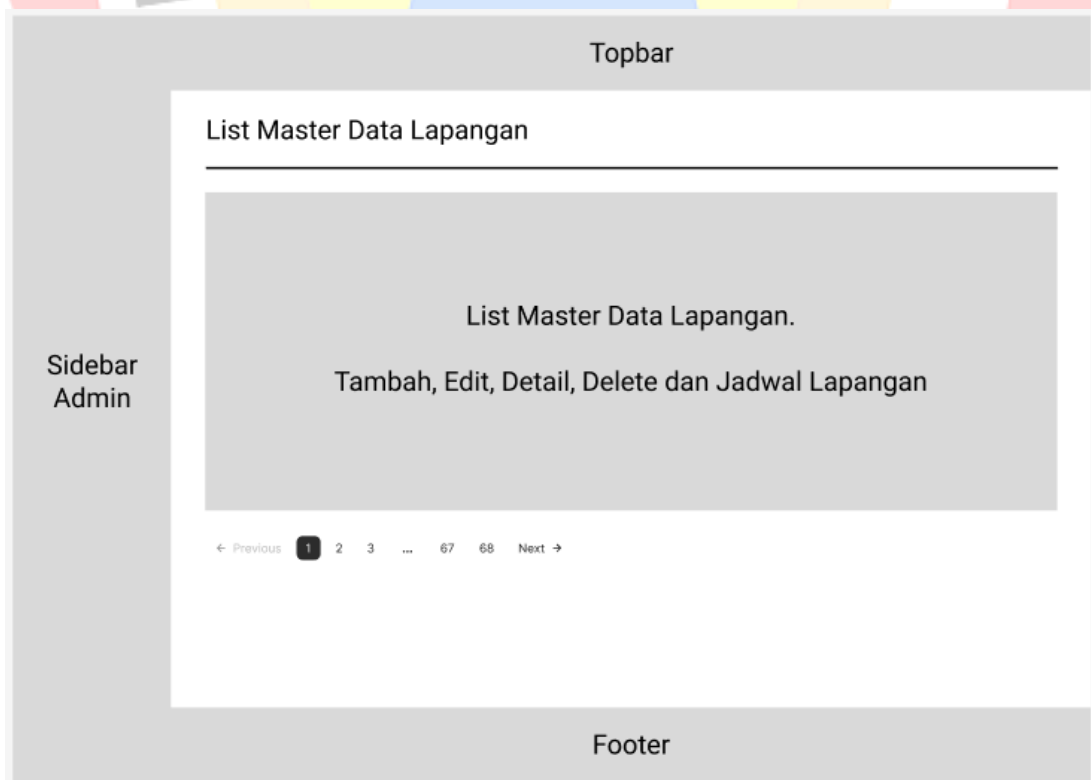 Topbar
List Master Data Lapangan
List Master Data Lapangan.
Tambah, Edit, Detail, Delete dan Jadwal Lapangan
Sidebar
Admin
← Previous 1 2 3 ... 67 68 Next →
Footer